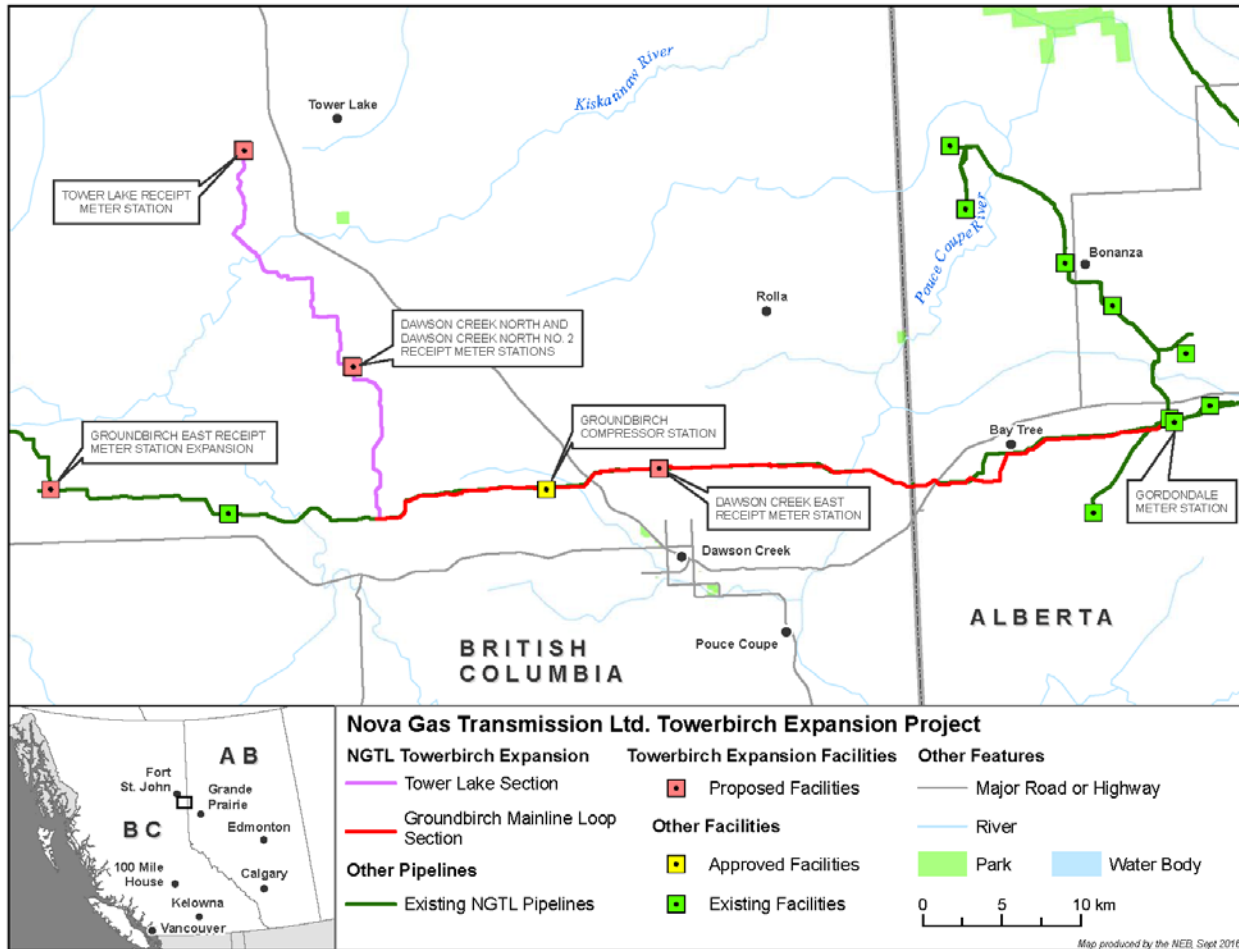 Tower Lake
Kiskatinaw River
TOWER LAKE RECEIPT
METER STATION
Pouce Coupe River
Bonanza
Rolla
DAWSON CREEK NORTH AND
DAWSON CREEK NORTH NO. 2
RECEIPT METER STATIONS
GROUNDBIRCH EAST RECEIPT
METER STATION EXPANSION
GROUNDBIRCH
COMPRESSOR STATION
Bay Tree
DAWSON CREEK EAST
RECEIPT METER STATION
GORDONDALE
METER STATION
Dawson Creek
Pouce Coupe
BRITISH
COLUMBIA
ALBERTA
AB
Fort
St. John
Grande
Prairie
BC
Edmonton
100 Mile
House
Calgary
Kelowna
Vancouver
Nova Gas Transmission Ltd. Towerbirch Expansion Project
NGTL Towerbirch Expansion
Tower Lake Section
Groundbirch Mainline Loop
Section
Other Pipelines
Existing NGTL Pipelines
Towerbirch Expansion Facilities
Proposed Facilities
Other Facilities
Approved Facilities
Existing Facilities
Other Features
Major Road or Highway
River
Park
Water Body
0 5 10 km
Map produced by the NEB, Sept 2016